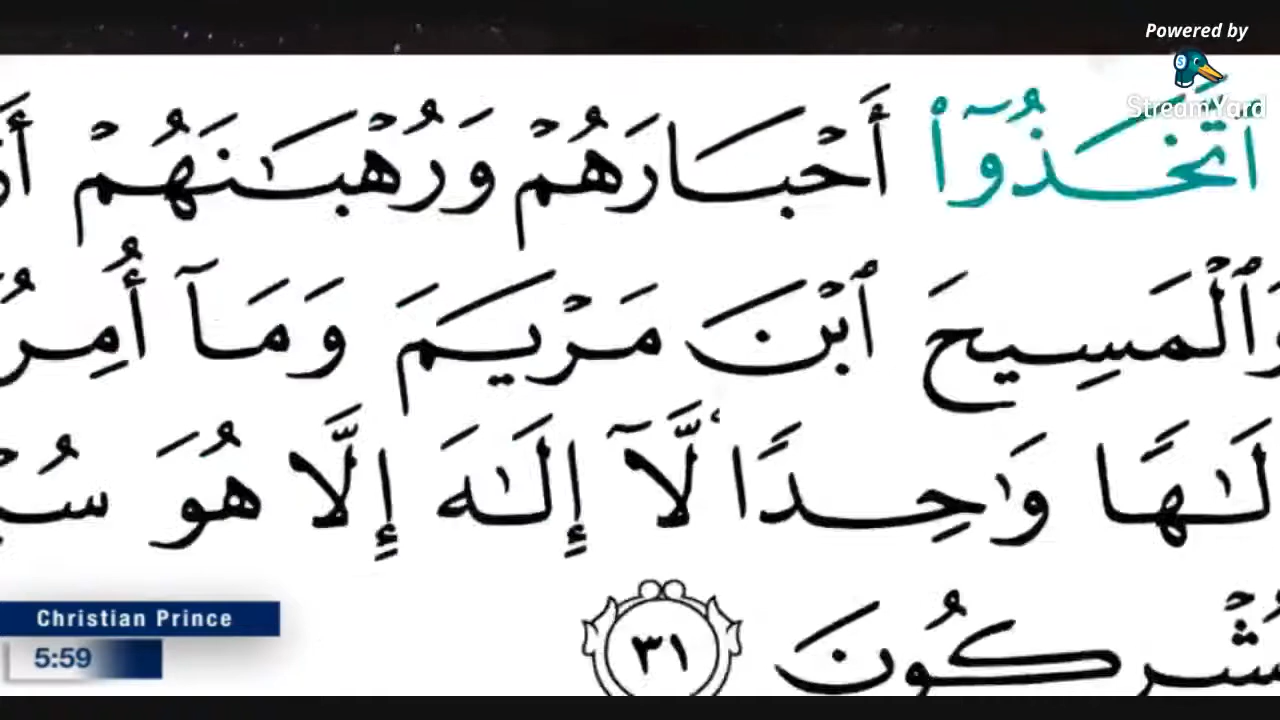 Powered by
StreamYard
ٱتَّخَذُوٓا۟ أَحْبَارَهُمْ وَرُهْبَـٰنَهُمْ
وَٱلْمَسِيحَ ٱبْنَ مَرْيَمَ وَمَآ
وَٰحِدًا لَّآ إِلَـٰهَ إِلَّا هُوَ
٣١
Christian Prince
5:59